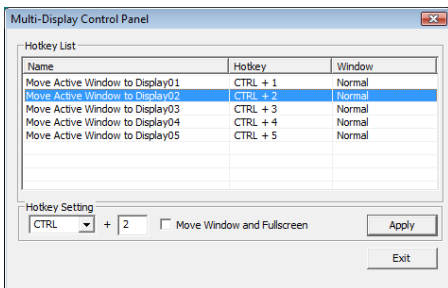 Multi-Display Control Panel
Hotkey List
Name Hotkey Window
Move Active Window to Display01 CTRL + 1 Normal
Move Active Window to Display02 CTRL + 2 Normal
Move Active Window to Display03 CTRL + 3 Normal
Move Active Window to Display04 CTRL + 4 Normal
Move Active Window to Display05 CTRL + 5 Normal
Hotkey Setting
CTRL + 2 Move Window and Fullscreen Apply
Exit